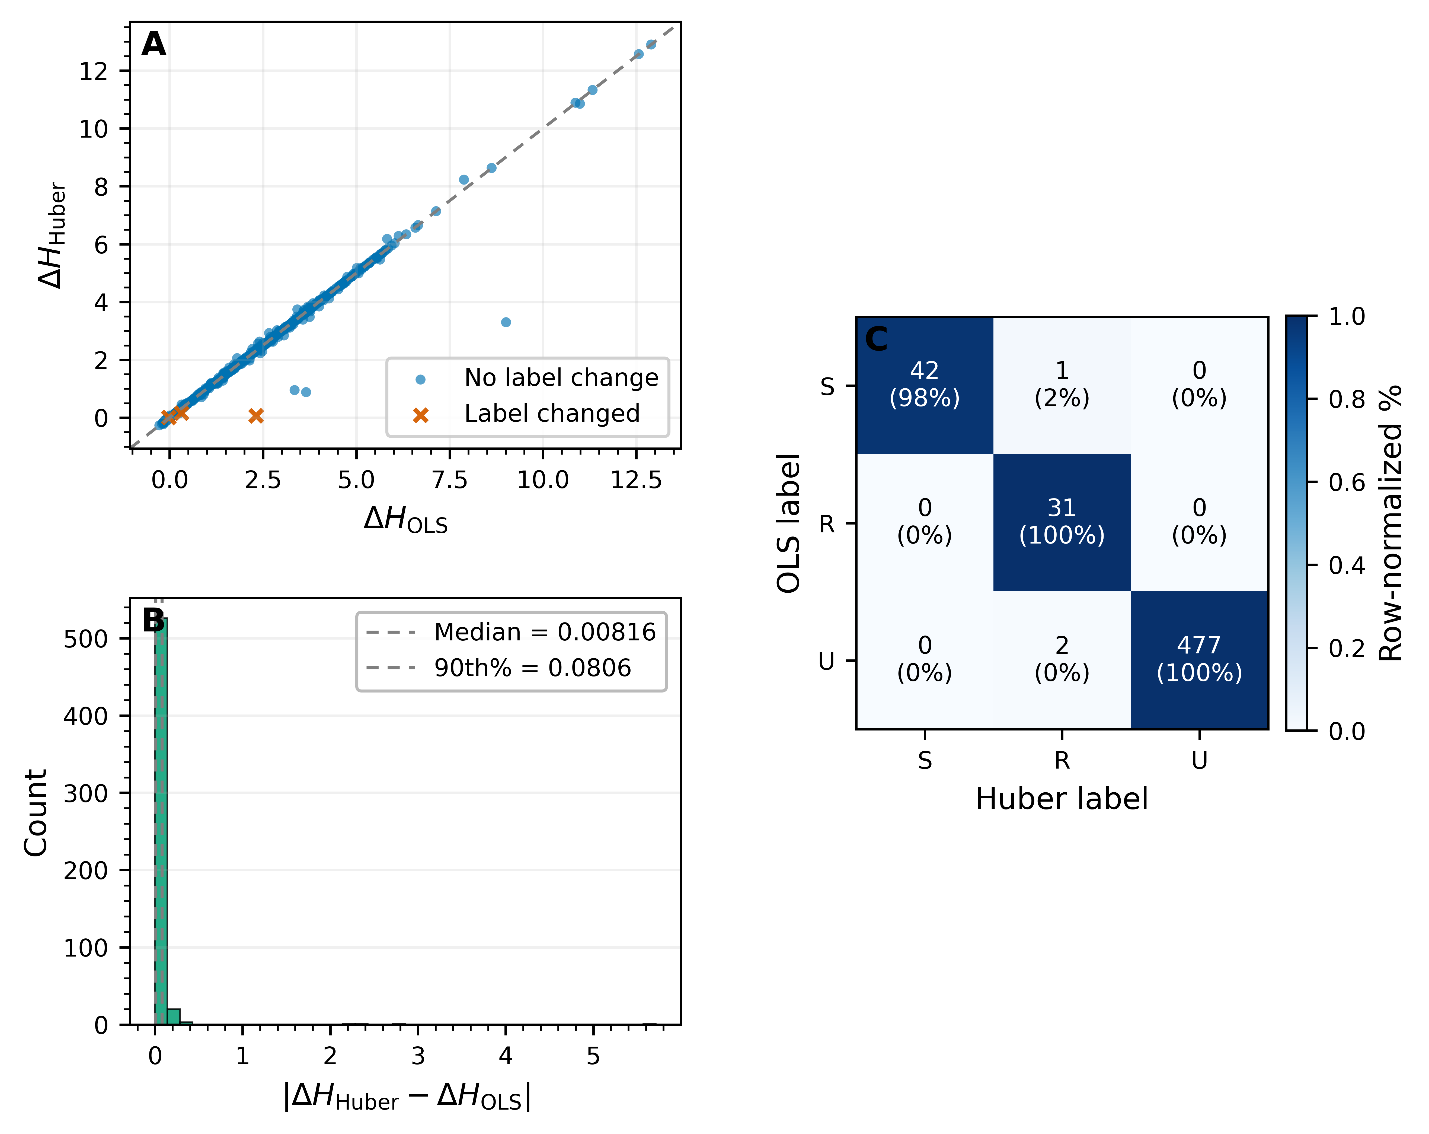 A
12
10
8
6
4
2
0
ΔH_Huber
0.0 2.5 5.0 7.5 10.0 12.5
ΔH_OLS
No label change
Label changed
B
500
400
300
200
100
0
Count
Median = 0.00816
90th% = 0.0806
0 1 2 3 4 5
|ΔH_Huber − ΔH_OLS|
C
OLS label
S
R
U
42 1 0
(98%) (2%) (0%)
0 31 0
(0%) (100%) (0%)
0 2 477
(0%) (0%) (100%)
S R U
Huber label
1.0
0.8
0.6
0.4
0.2
0.0
Row-normalized %